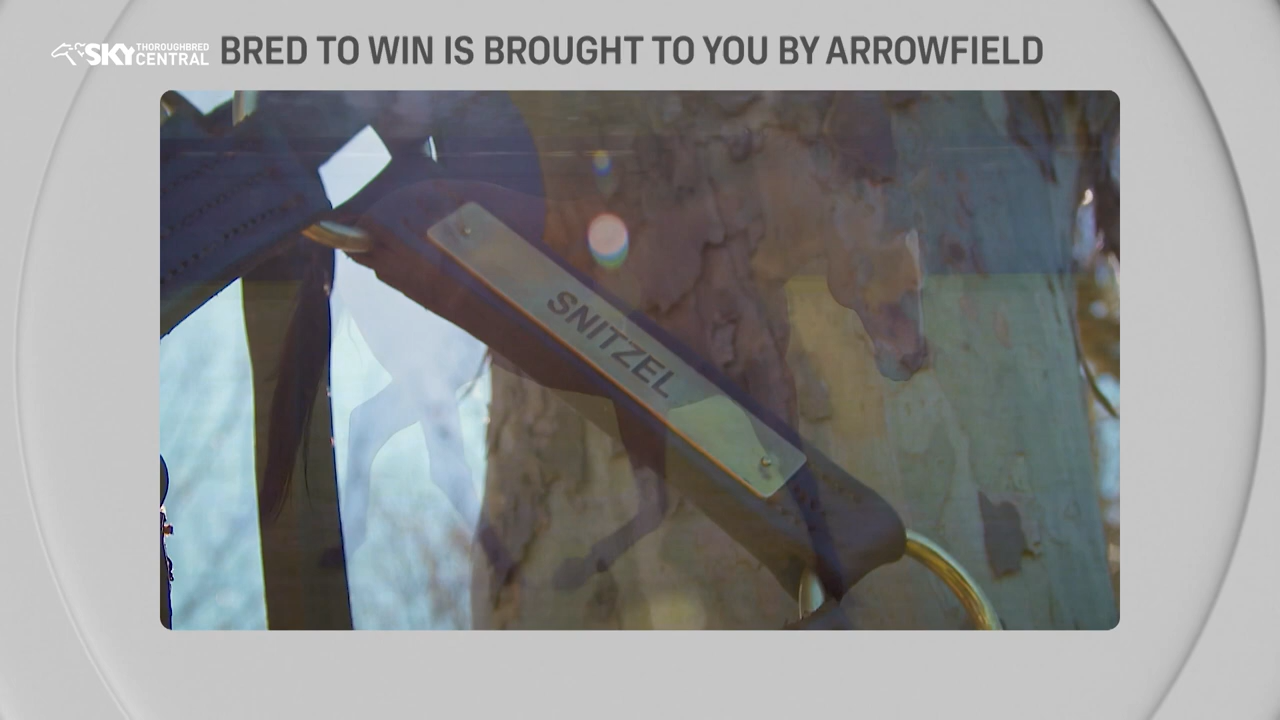 SKY THOROUGHBRED CENTRAL
BRED TO WIN IS BROUGHT TO YOU BY ARROWFIELD
SNITZEL